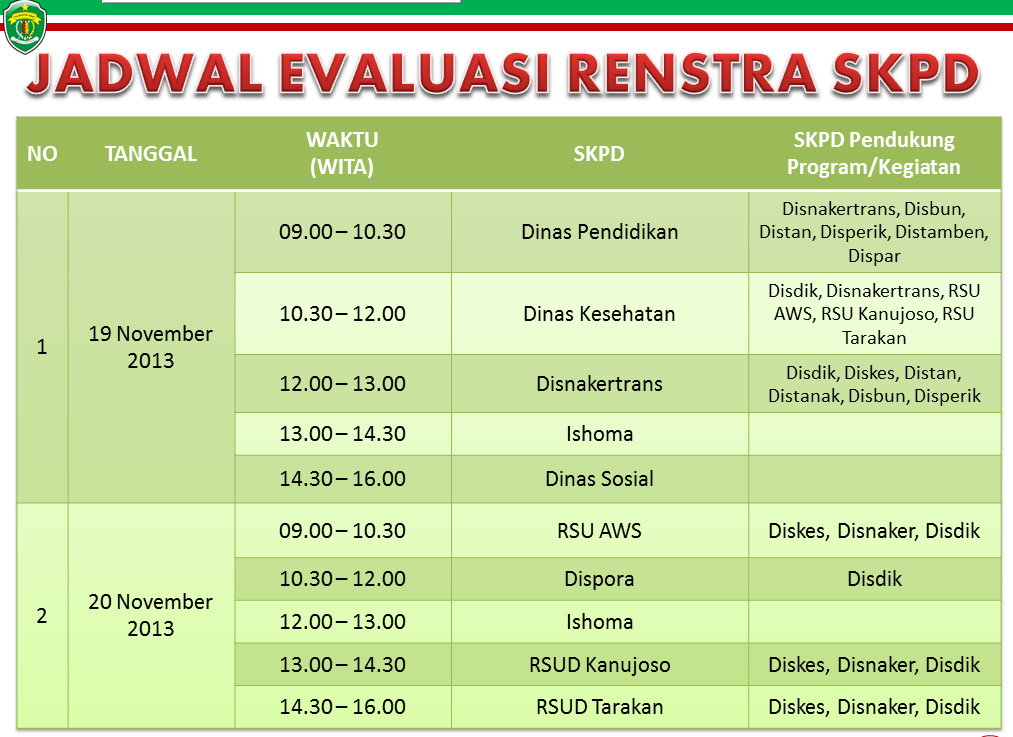 JADWAL EVALUASI RENSTRA SKPD
NO
TANGGAL
WAKTU
(WITA)
SKPD
SKPD Pendukung
Program/Kegiatan
1
19 November
2013
09.00 – 10.30
Dinas Pendidikan
Disnakertrans, Disbun,
Distan, Disperik, Distamben,
Dispar
10.30 – 12.00
Dinas Kesehatan
Disdik, Disnakertrans, RSU
AWS, RSU Kanujoso, RSU
Tarakan
12.00 – 13.00
Disnakertrans
Disdik, Diskes, Distan,
Distanak, Disbun, Disperik
13.00 – 14.30
Ishoma
14.30 – 16.00
Dinas Sosial
2
20 November
2013
09.00 – 10.30
RSU AWS
Diskes, Disnaker, Disdik
10.30 – 12.00
Dispora
Disdik
12.00 – 13.00
Ishoma
13.00 – 14.30
RSUD Kanujoso
Diskes, Disnaker, Disdik
14.30 – 16.00
RSUD Tarakan
Diskes, Disnaker, Disdik